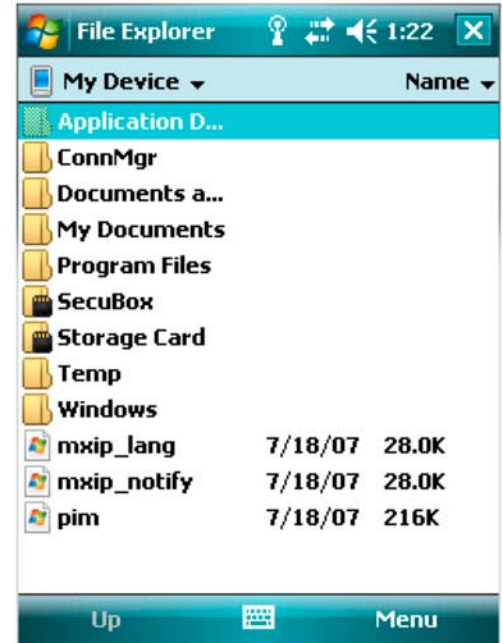 File Explorer 1:22
My Device Name
Application D...
ConnMgr
Documents a...
My Documents
Program Files
SecuBox
Storage Card
Temp
Windows
mxip_lang 7/18/07 28.0K
mxip_notify 7/18/07 28.0K
pim 7/18/07 216K
Up Menu